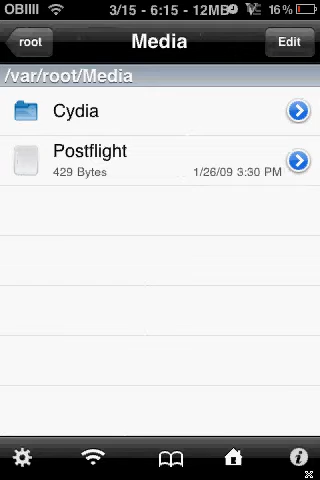 OBIIII 3/15 - 6:15 - 12MB 16%
root Media Edit
/var/root/Media
Cydia
Postflight
429 Bytes 1/26/09 3:30 PM